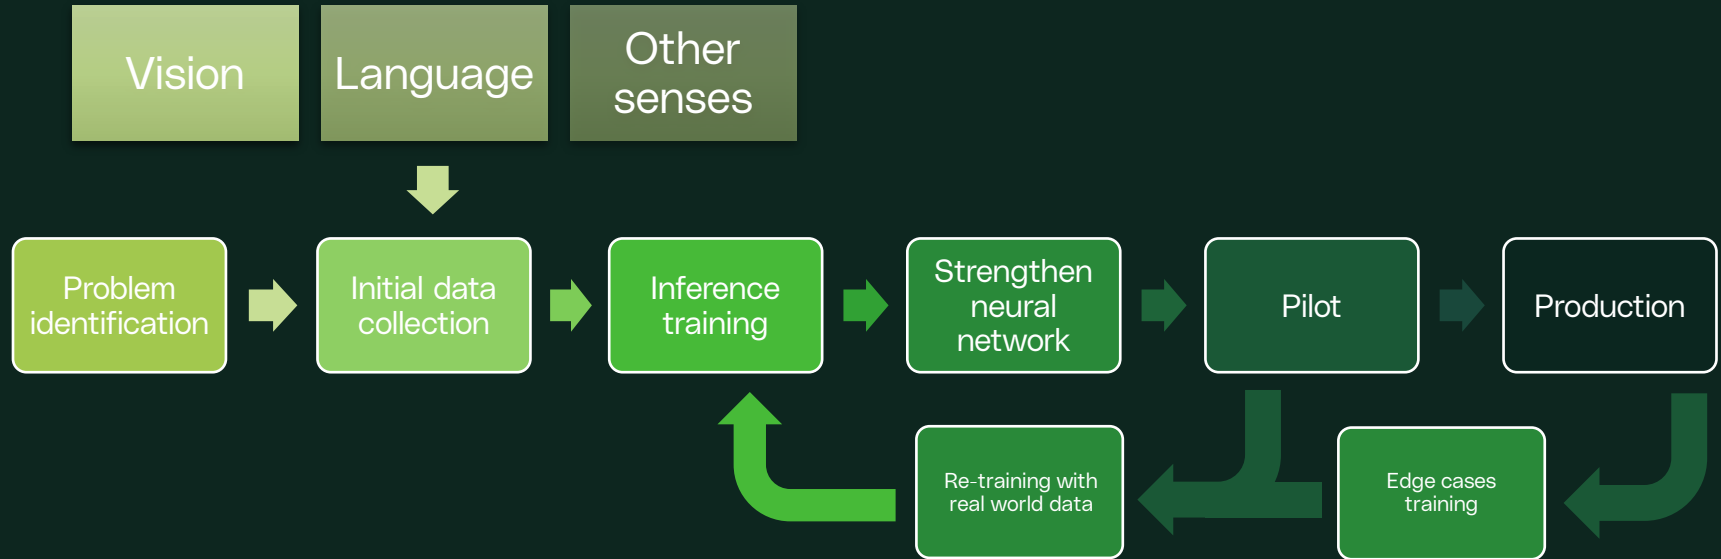 Vision
Language
Other
senses
Problem
identification
Initial data
collection
Inference
training
Strengthen
neural
network
Pilot
Production
Re-training with
real world data
Edge cases
training